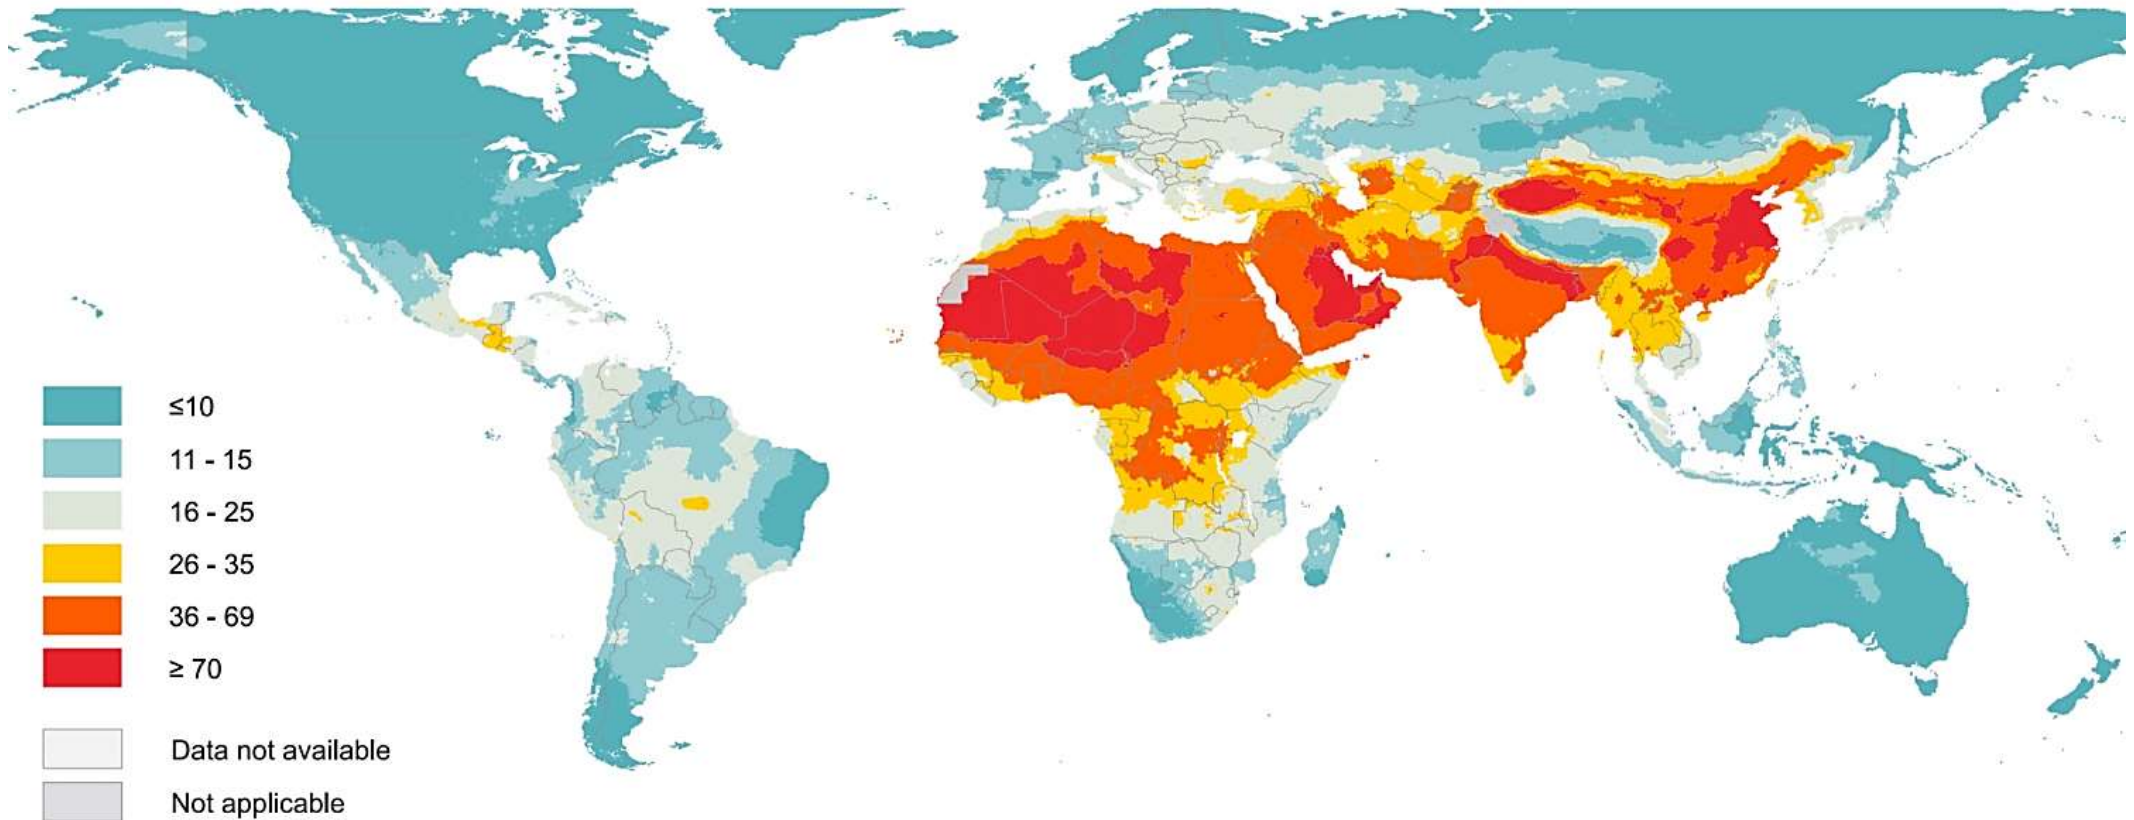 ≤10
11 - 15
16 - 25
26 - 35
36 - 69
≥ 70
Data not available
Not applicable